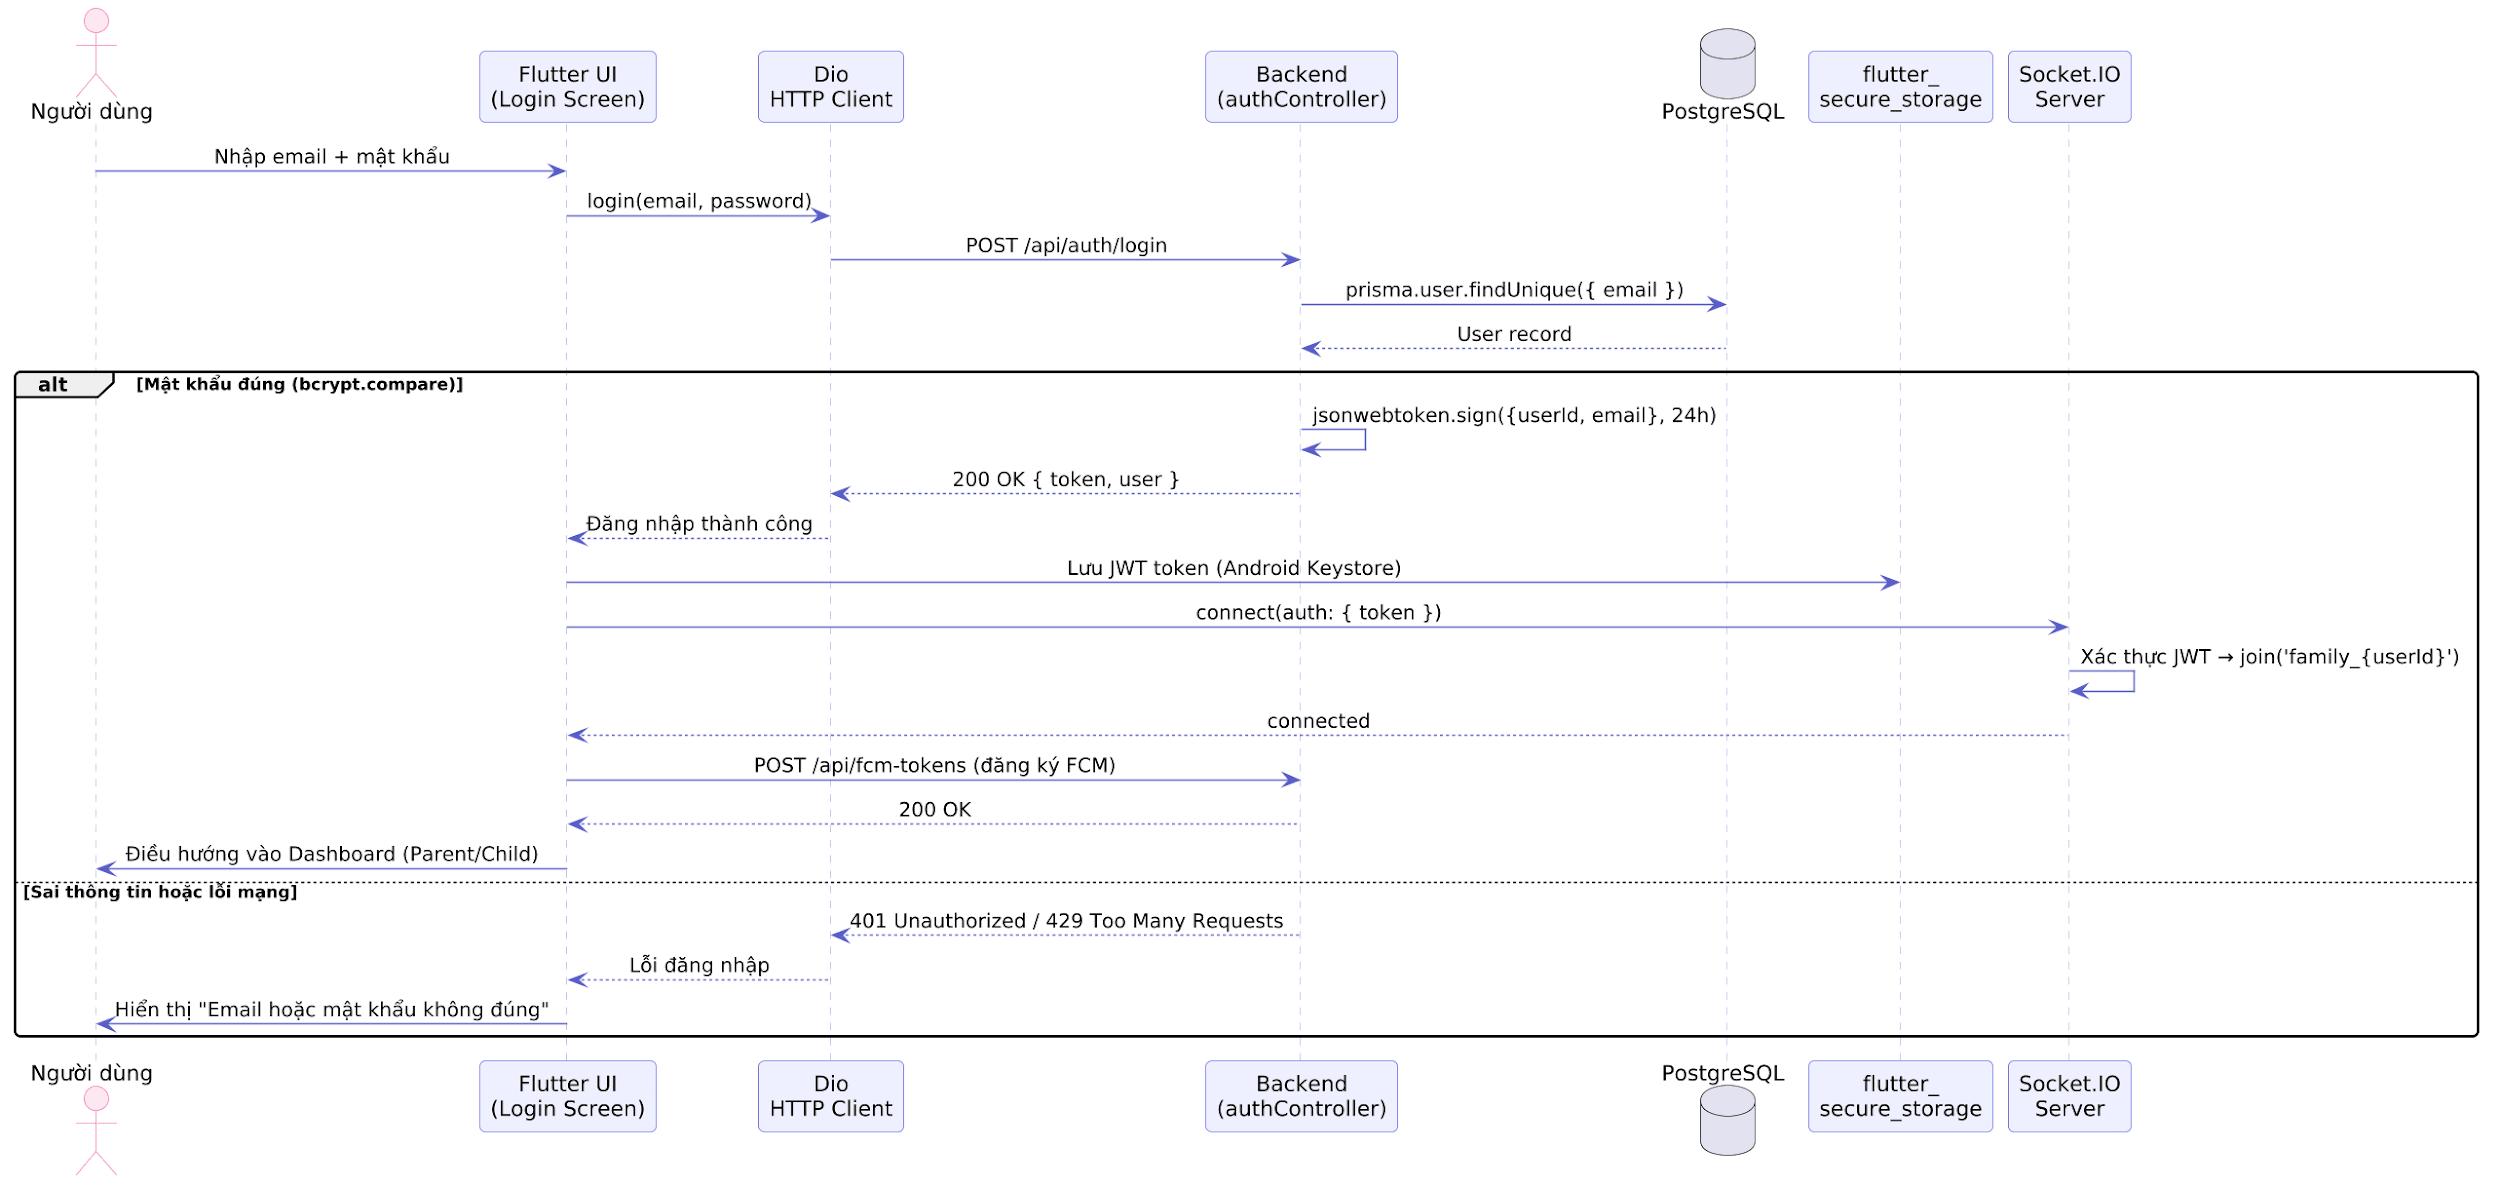 Người dùng
Flutter UI
(Login Screen)
Dio
HTTP Client
Backend
(authController)
PostgreSQL
flutter_
secure_storage
Socket.IO
Server
Nhập email + mật khẩu
login(email, password)
POST /api/auth/login
prisma.user.findUnique({ email })
User record
alt [Mật khẩu đúng (bcrypt.compare)]
jsonwebtoken.sign({userId, email}, 24h)
200 OK { token, user }
Đăng nhập thành công
Lưu JWT token (Android Keystore)
connect(auth: { token })
Xác thực JWT → join('family_{userId}')
connected
POST /api/fcm-tokens (đăng ký FCM)
200 OK
Điều hướng vào Dashboard (Parent/Child)
[Sai thông tin hoặc lỗi mạng]
401 Unauthorized / 429 Too Many Requests
Lỗi đăng nhập
Hiển thị "Email hoặc mật khẩu không đúng"
Người dùng
Flutter UI
(Login Screen)
Dio
HTTP Client
Backend
(authController)
PostgreSQL
flutter_
secure_storage
Socket.IO
Server